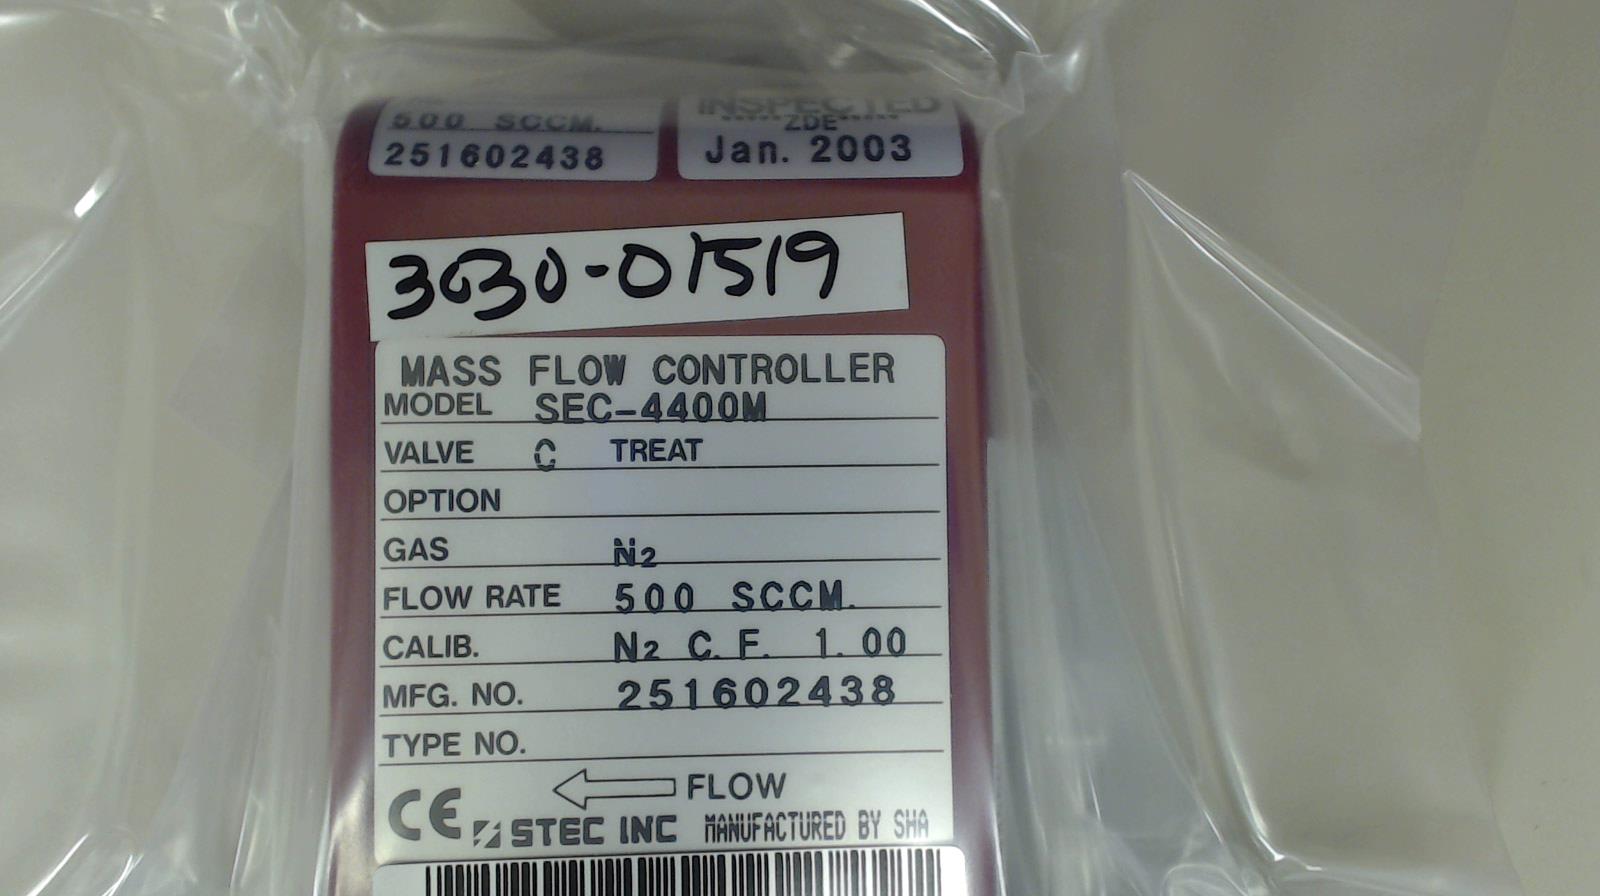 500 SCCM.
251602438
INSPECTED
*****ZDE*****
Jan. 2003
3030-01519
MASS FLOW CONTROLLER
MODEL SEC-4400M
VALVE C TREAT
OPTION
GAS N2
FLOW RATE 500 SCCM.
CALIB. N2 C.F. 1.00
MFG. NO. 251602438
TYPE NO.
FLOW
CE STEC INC MANUFACTURED BY SHA